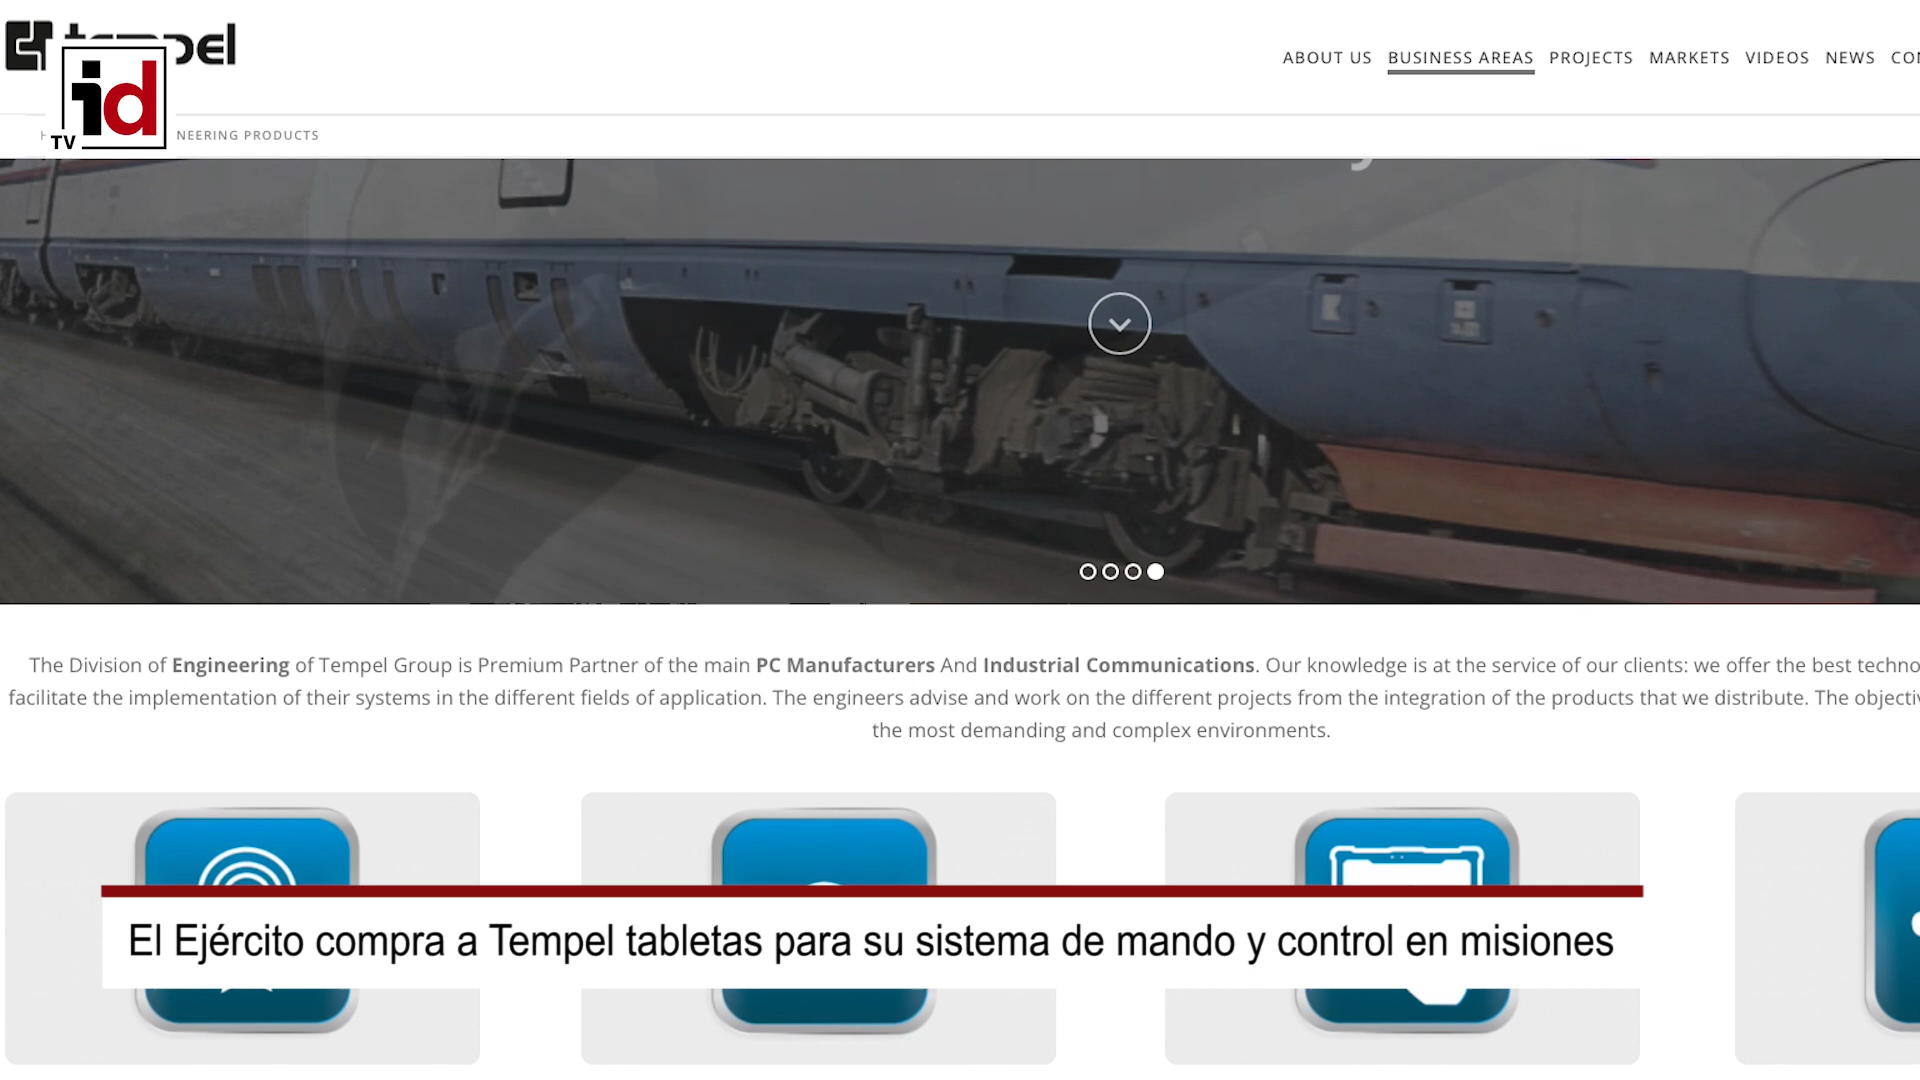 tempel
id
TV
ABOUT US BUSINESS AREAS PROJECTS MARKETS VIDEOS NEWS
NEERING PRODUCTS
The Division of Engineering of Tempel Group is Premium Partner of the main PC Manufacturers And Industrial Communications. Our knowledge is at the service of our clients: we offer the best techno
facilitate the implementation of their systems in the different fields of application. The engineers advise and work on the different projects from the integration of the products that we distribute. The objectiv
the most demanding and complex environments.
El Ejército compra a Tempel tabletas para su sistema de mando y control en misiones